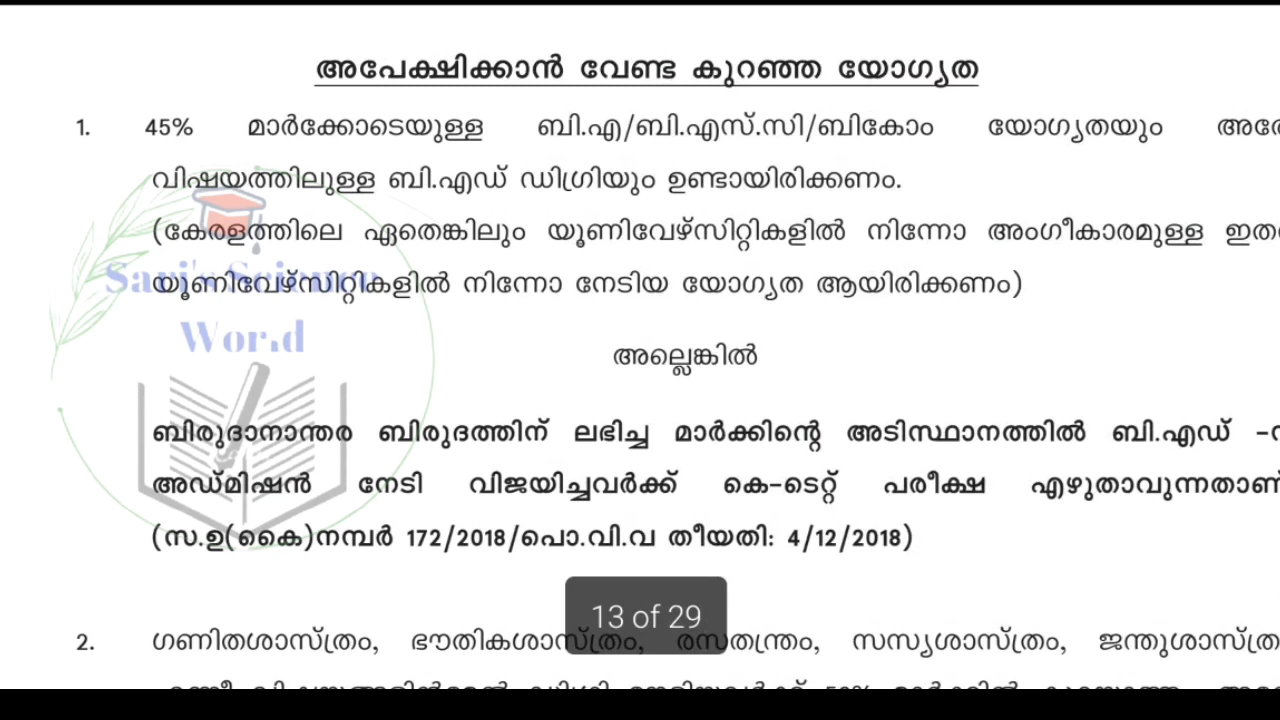 അപേക്ഷിക്കാൻ വേണ്ട കുറഞ്ഞ യോഗ്യത
1. 45% മാർക്കോടെയുള്ള ബി.എ/ബി.എസ്.സി/ബികോം യോഗ്യതയും
വിഷയത്തിലുള്ള ബി.എഡ് ഡിഗ്രിയും ഉണ്ടായിരിക്കണം.
(കേരളത്തിലെ ഏതെങ്കിലും യൂണിവേഴ്സിറ്റികളിൽ നിന്നോ അംഗീകാരമുള്ള
യൂണിവേഴ്സിറ്റികളിൽ നിന്നോ നേടിയ യോഗ്യത ആയിരിക്കണം)
അല്ലെങ്കിൽ
ബിരുദാനാന്തര ബിരുദത്തിന് ലഭിച്ച മാർക്കിന്റെ അടിസ്ഥാനത്തിൽ ബി.എഡ്
അഡ്മിഷൻ നേടി വിജയിച്ചവർക്ക് കെ-ടെറ്റ് പരീക്ഷ എഴുതാവുന്നതാണ്
(സ.ഉ(കൈ)നമ്പർ 172/2018/പൊ.വി.വ തീയതി: 4/12/2018)
13 of 29
2. ഗണിതശാസ്ത്രം, ഭൗതികശാസ്ത്രം, രസതന്ത്രം, സസ്യശാസ്ത്രം,